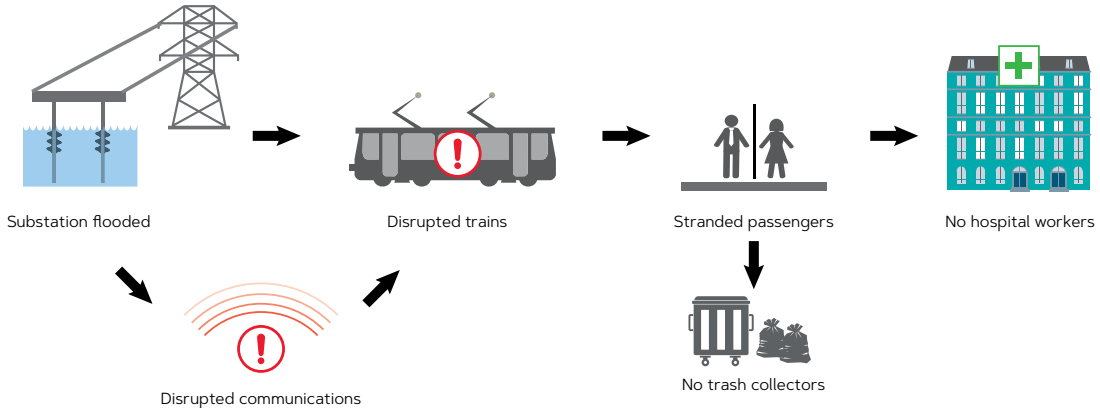 Substation flooded
Disrupted trains
Stranded passengers
No hospital workers
No trash collectors
Disrupted communications